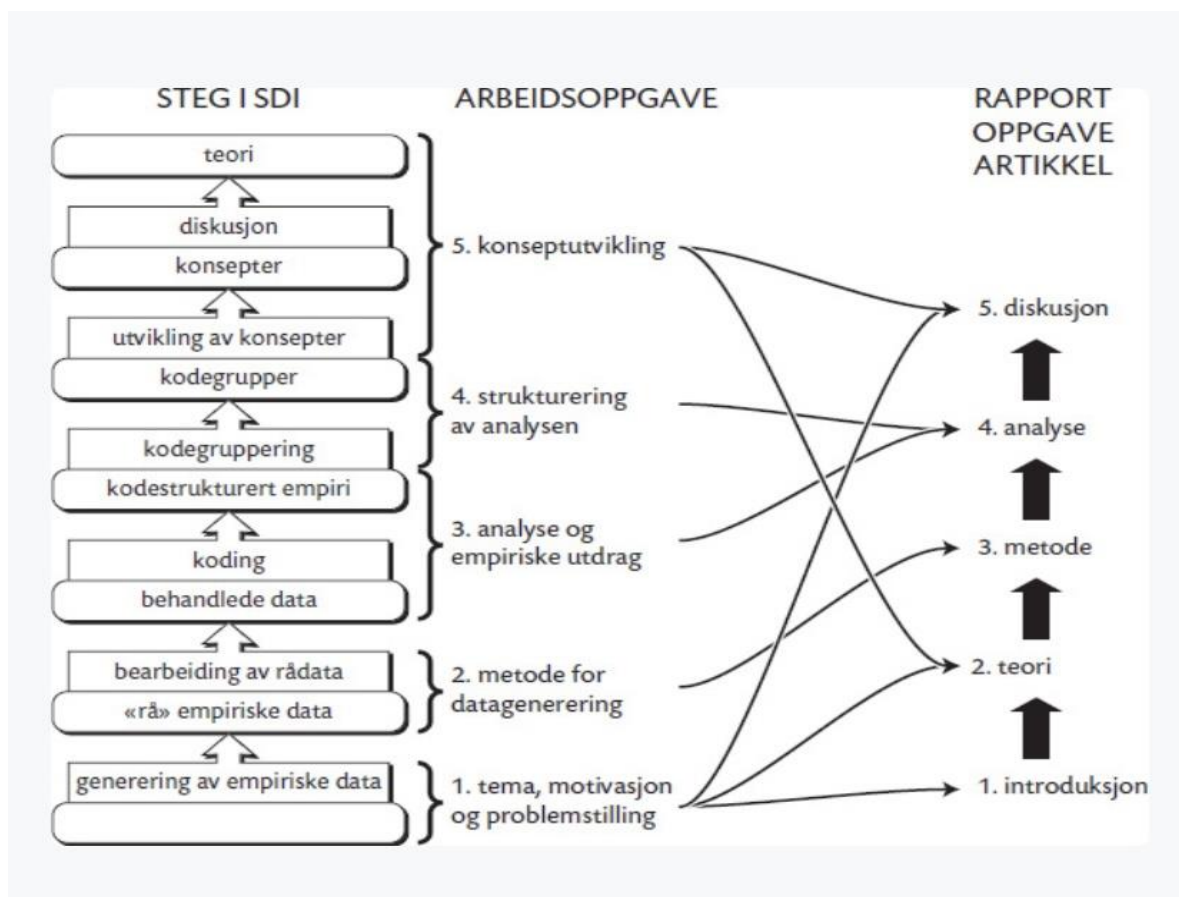 STEG I SDI
teori
diskusjon
konsepter
utvikling av konsepter
kodegrupper
kodegruppering
kodestrukturert empiri
koding
behandlede data
bearbeiding av rådata
«rå» empiriske data
generering av empiriske data
ARBEIDSOPPGAVE
5. konseptutvikling
4. strukturering
av analysen
3. analyse og
empiriske utdrag
2. metode for
datagenerering
1. tema, motivasjon
og problemstilling
RAPPORT
OPPGAVE
ARTIKKEL
5. diskusjon
4. analyse
3. metode
2. teori
1. introduksjon